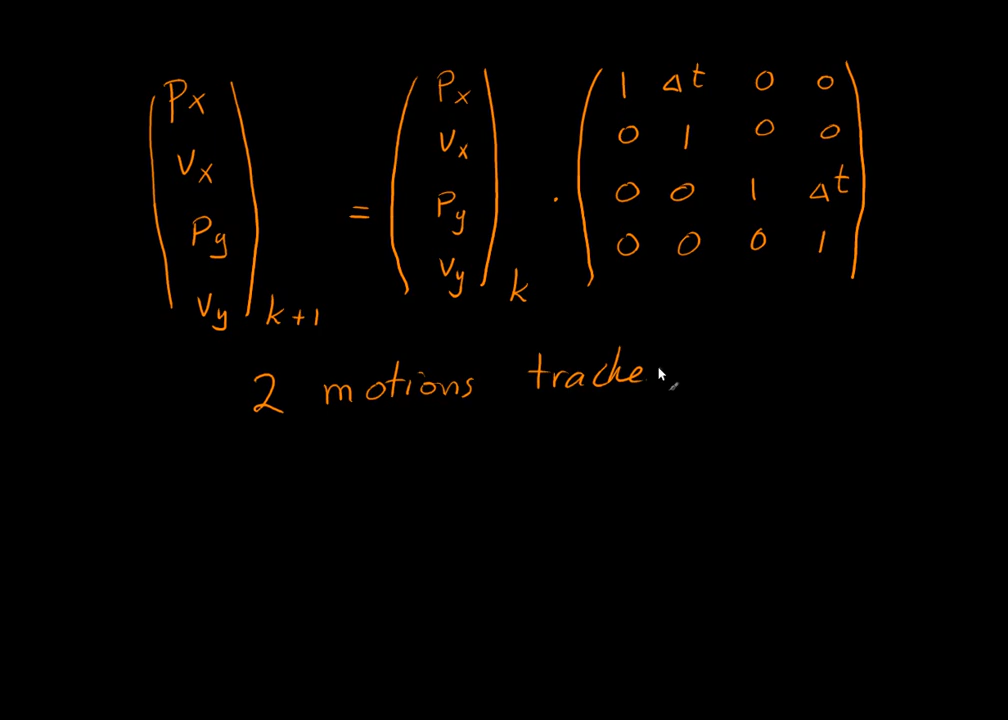 Px Px 1 Δt 0 0
Vx Vx 0 1 0 0
Py = Py · 0 0 1 Δt
Vy k+1 Vy k 0 0 0 1
2 motions tracke